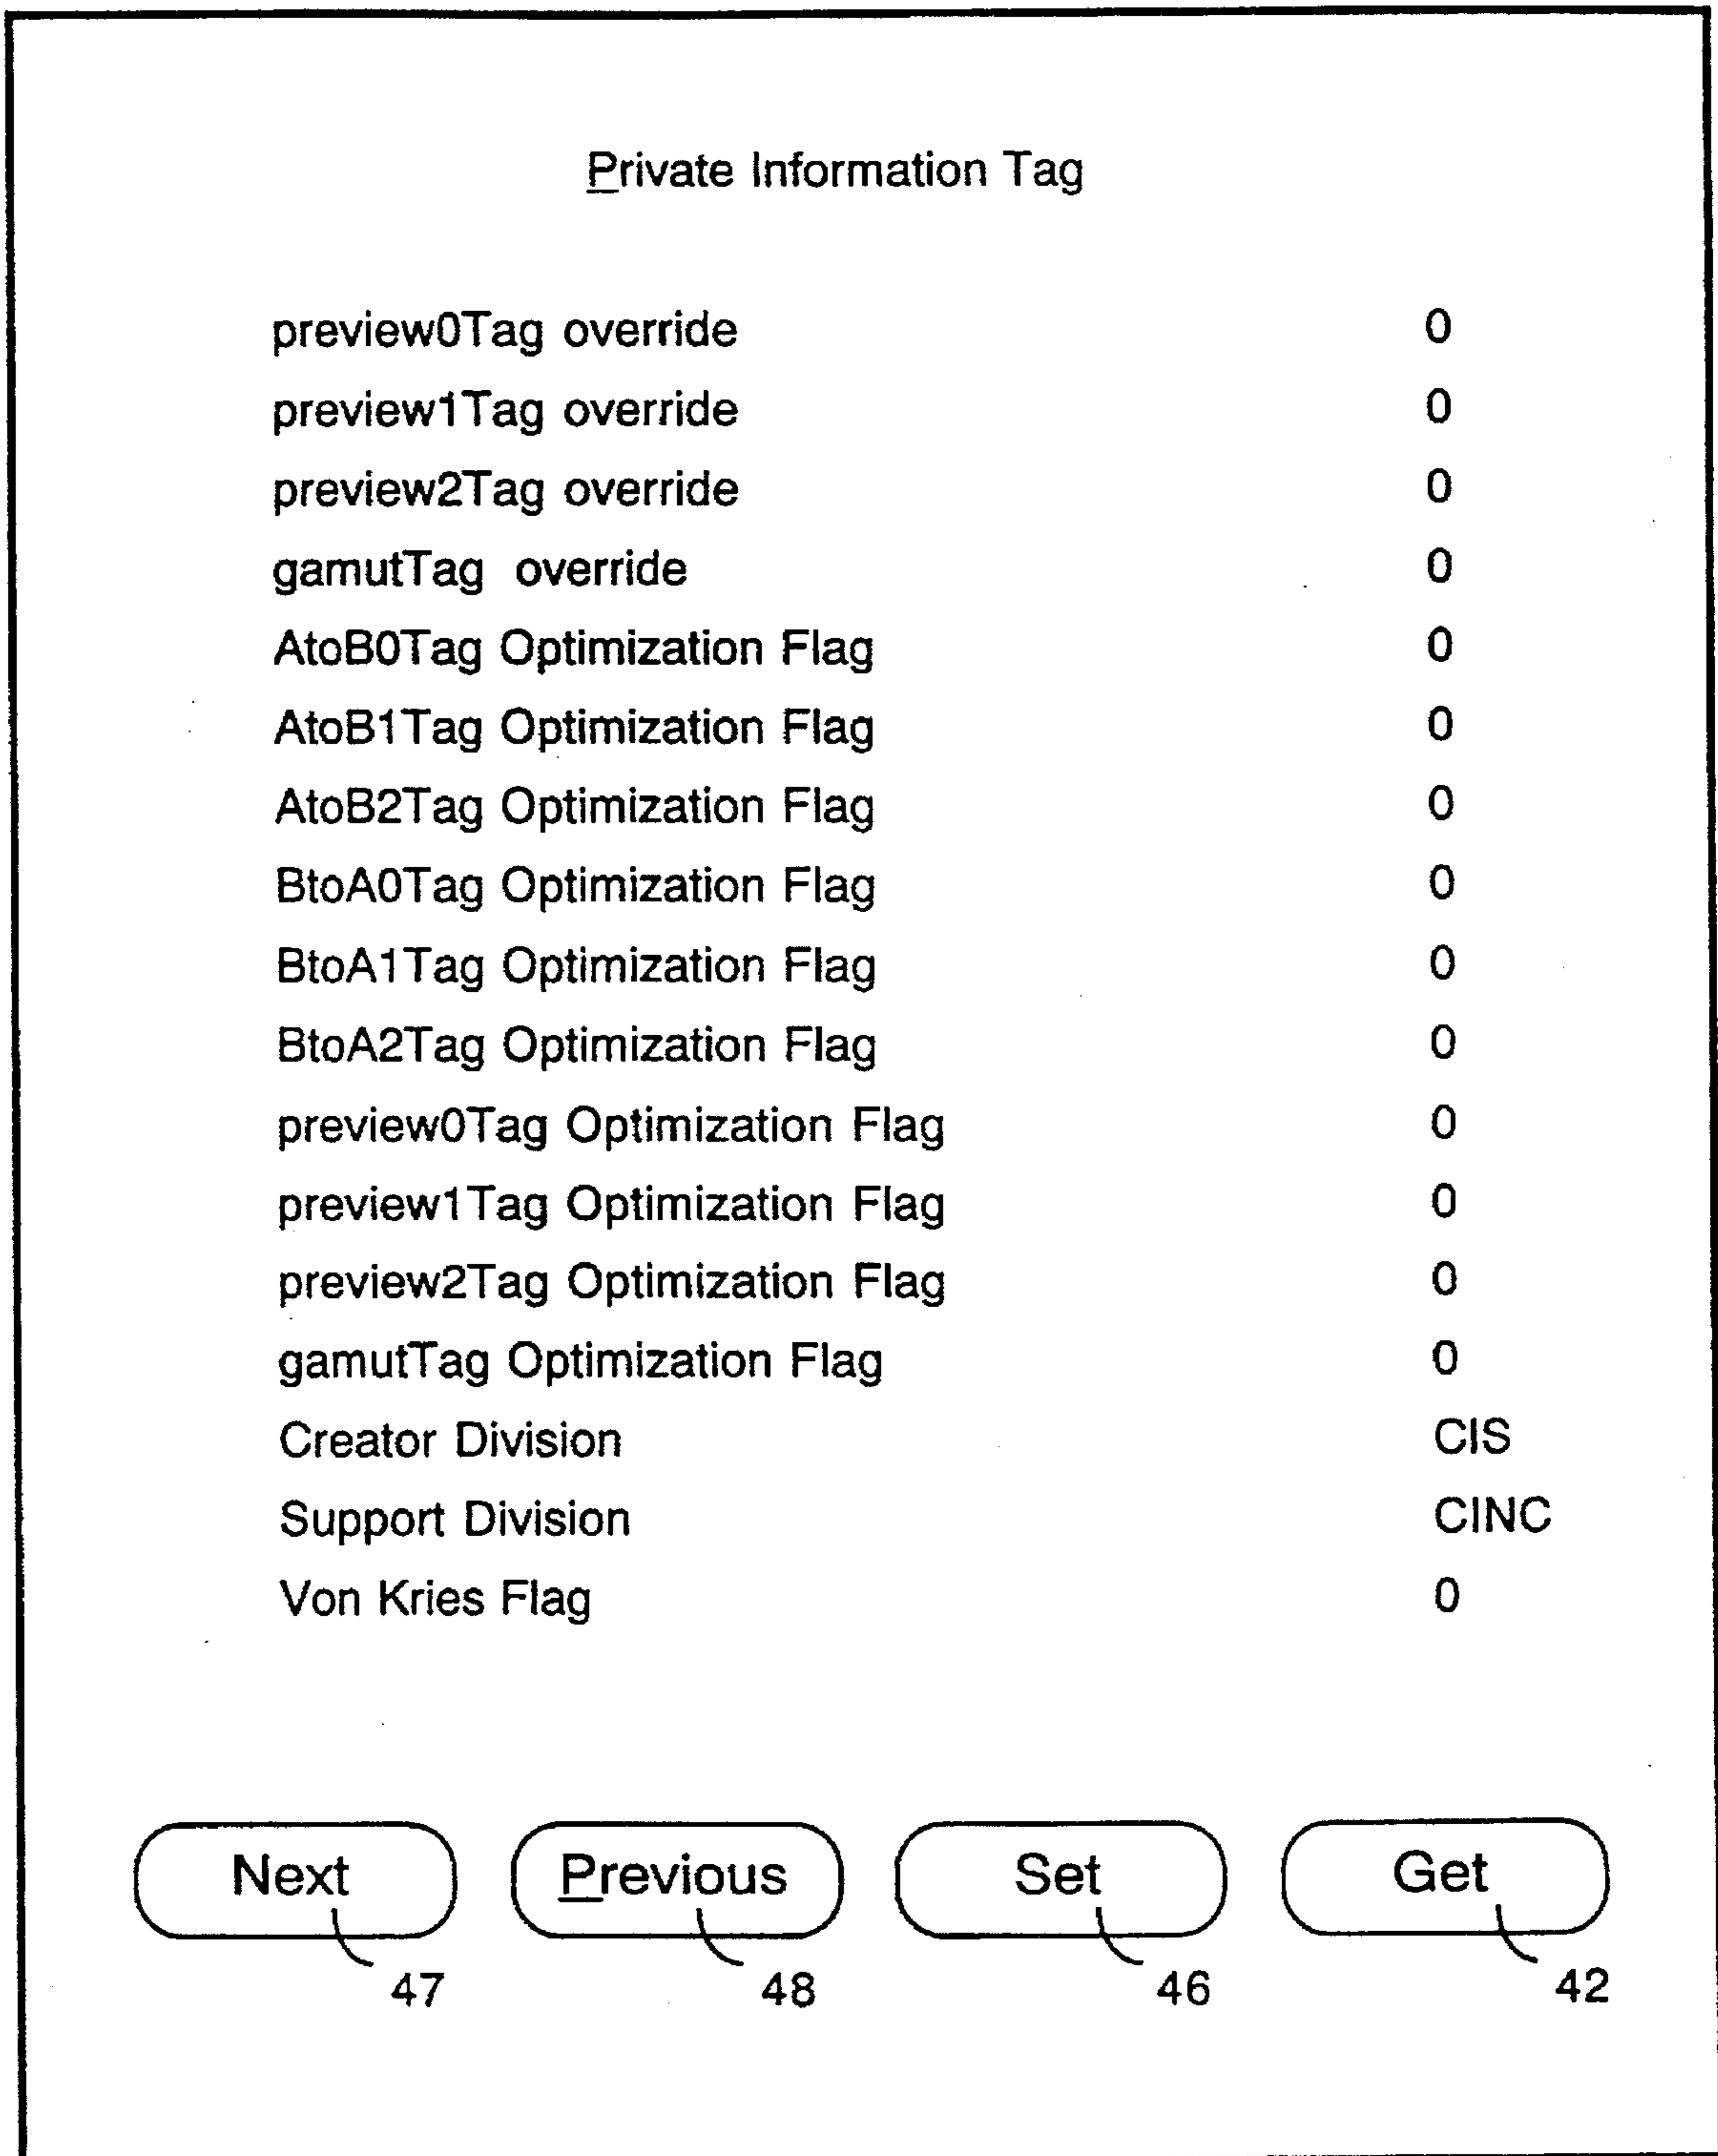 Private Information Tag
preview0Tag override 0
preview1Tag override 0
preview2Tag override 0
gamutTag override 0
AtoB0Tag Optimization Flag 0
AtoB1Tag Optimization Flag 0
AtoB2Tag Optimization Flag 0
BtoA0Tag Optimization Flag 0
BtoA1Tag Optimization Flag 0
BtoA2Tag Optimization Flag 0
preview0Tag Optimization Flag 0
preview1Tag Optimization Flag 0
preview2Tag Optimization Flag 0
gamutTag Optimization Flag 0
Creator Division CIS
Support Division CINC
Von Kries Flag 0
Next Previous Set Get
47 48 46 42